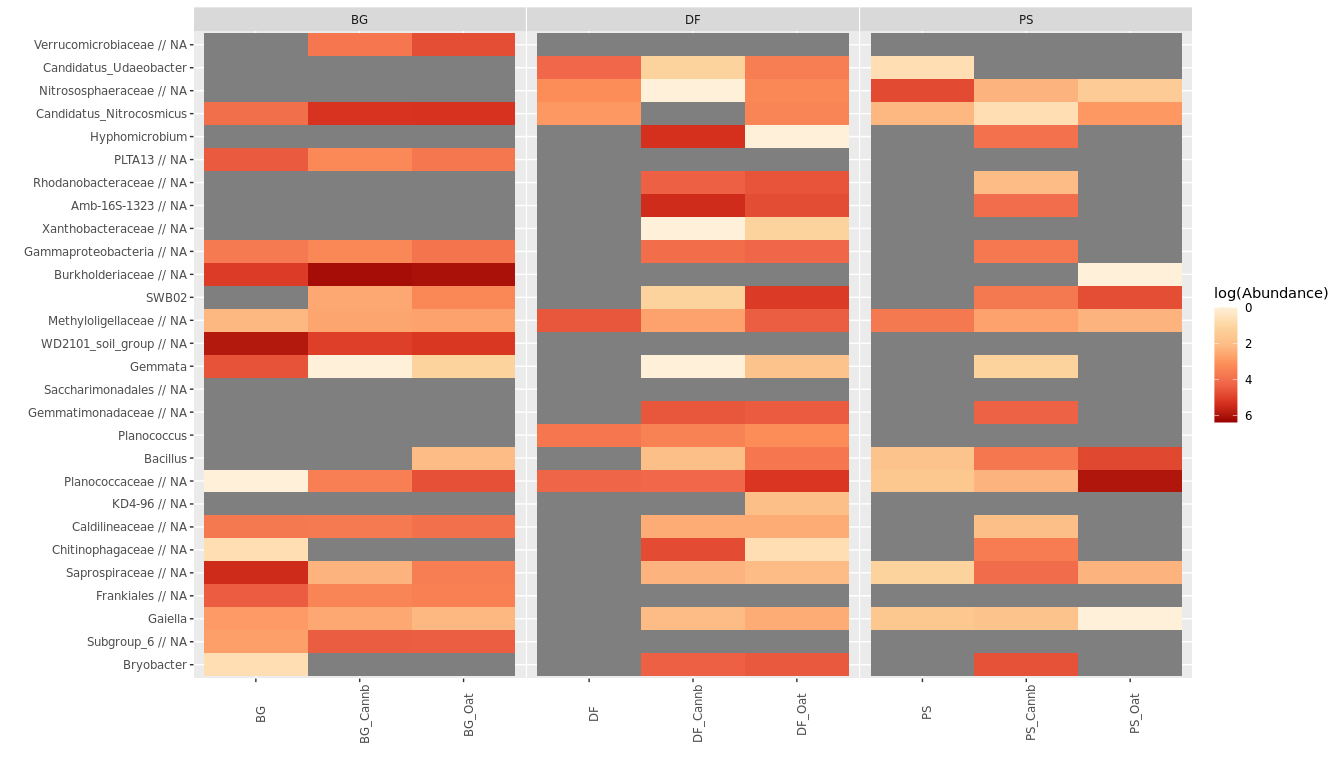 BG DF PS
Verrucomicrobiaceae // NA
Candidatus_Udaeobacter
Nitrososphaeraceae // NA
Candidatus_Nitrocosmicus
Hyphomicrobium
PLTA13 // NA
Rhodanobacteraceae // NA
Amb-16S-1323 // NA
Xanthobacteraceae // NA
Gammaproteobacteria // NA
Burkholderiaceae // NA
SWB02
Methyloligellaceae // NA
WD2101_soil_group // NA
Gemmata
Saccharimonadales // NA
Gemmatimonadaceae // NA
Planococcus
Bacillus
Planococcaceae // NA
KD4-96 // NA
Caldilineaceae // NA
Chitinophagaceae // NA
Saprospiraceae // NA
Frankiales // NA
Gaiella
Subgroup_6 // NA
Bryobacter
BG
BG_Cannb
BG_Oat
DF
DF_Cannb
DF_Oat
PS
PS_Cannb
PS_Oat
log(Abundance)
0
2
4
6